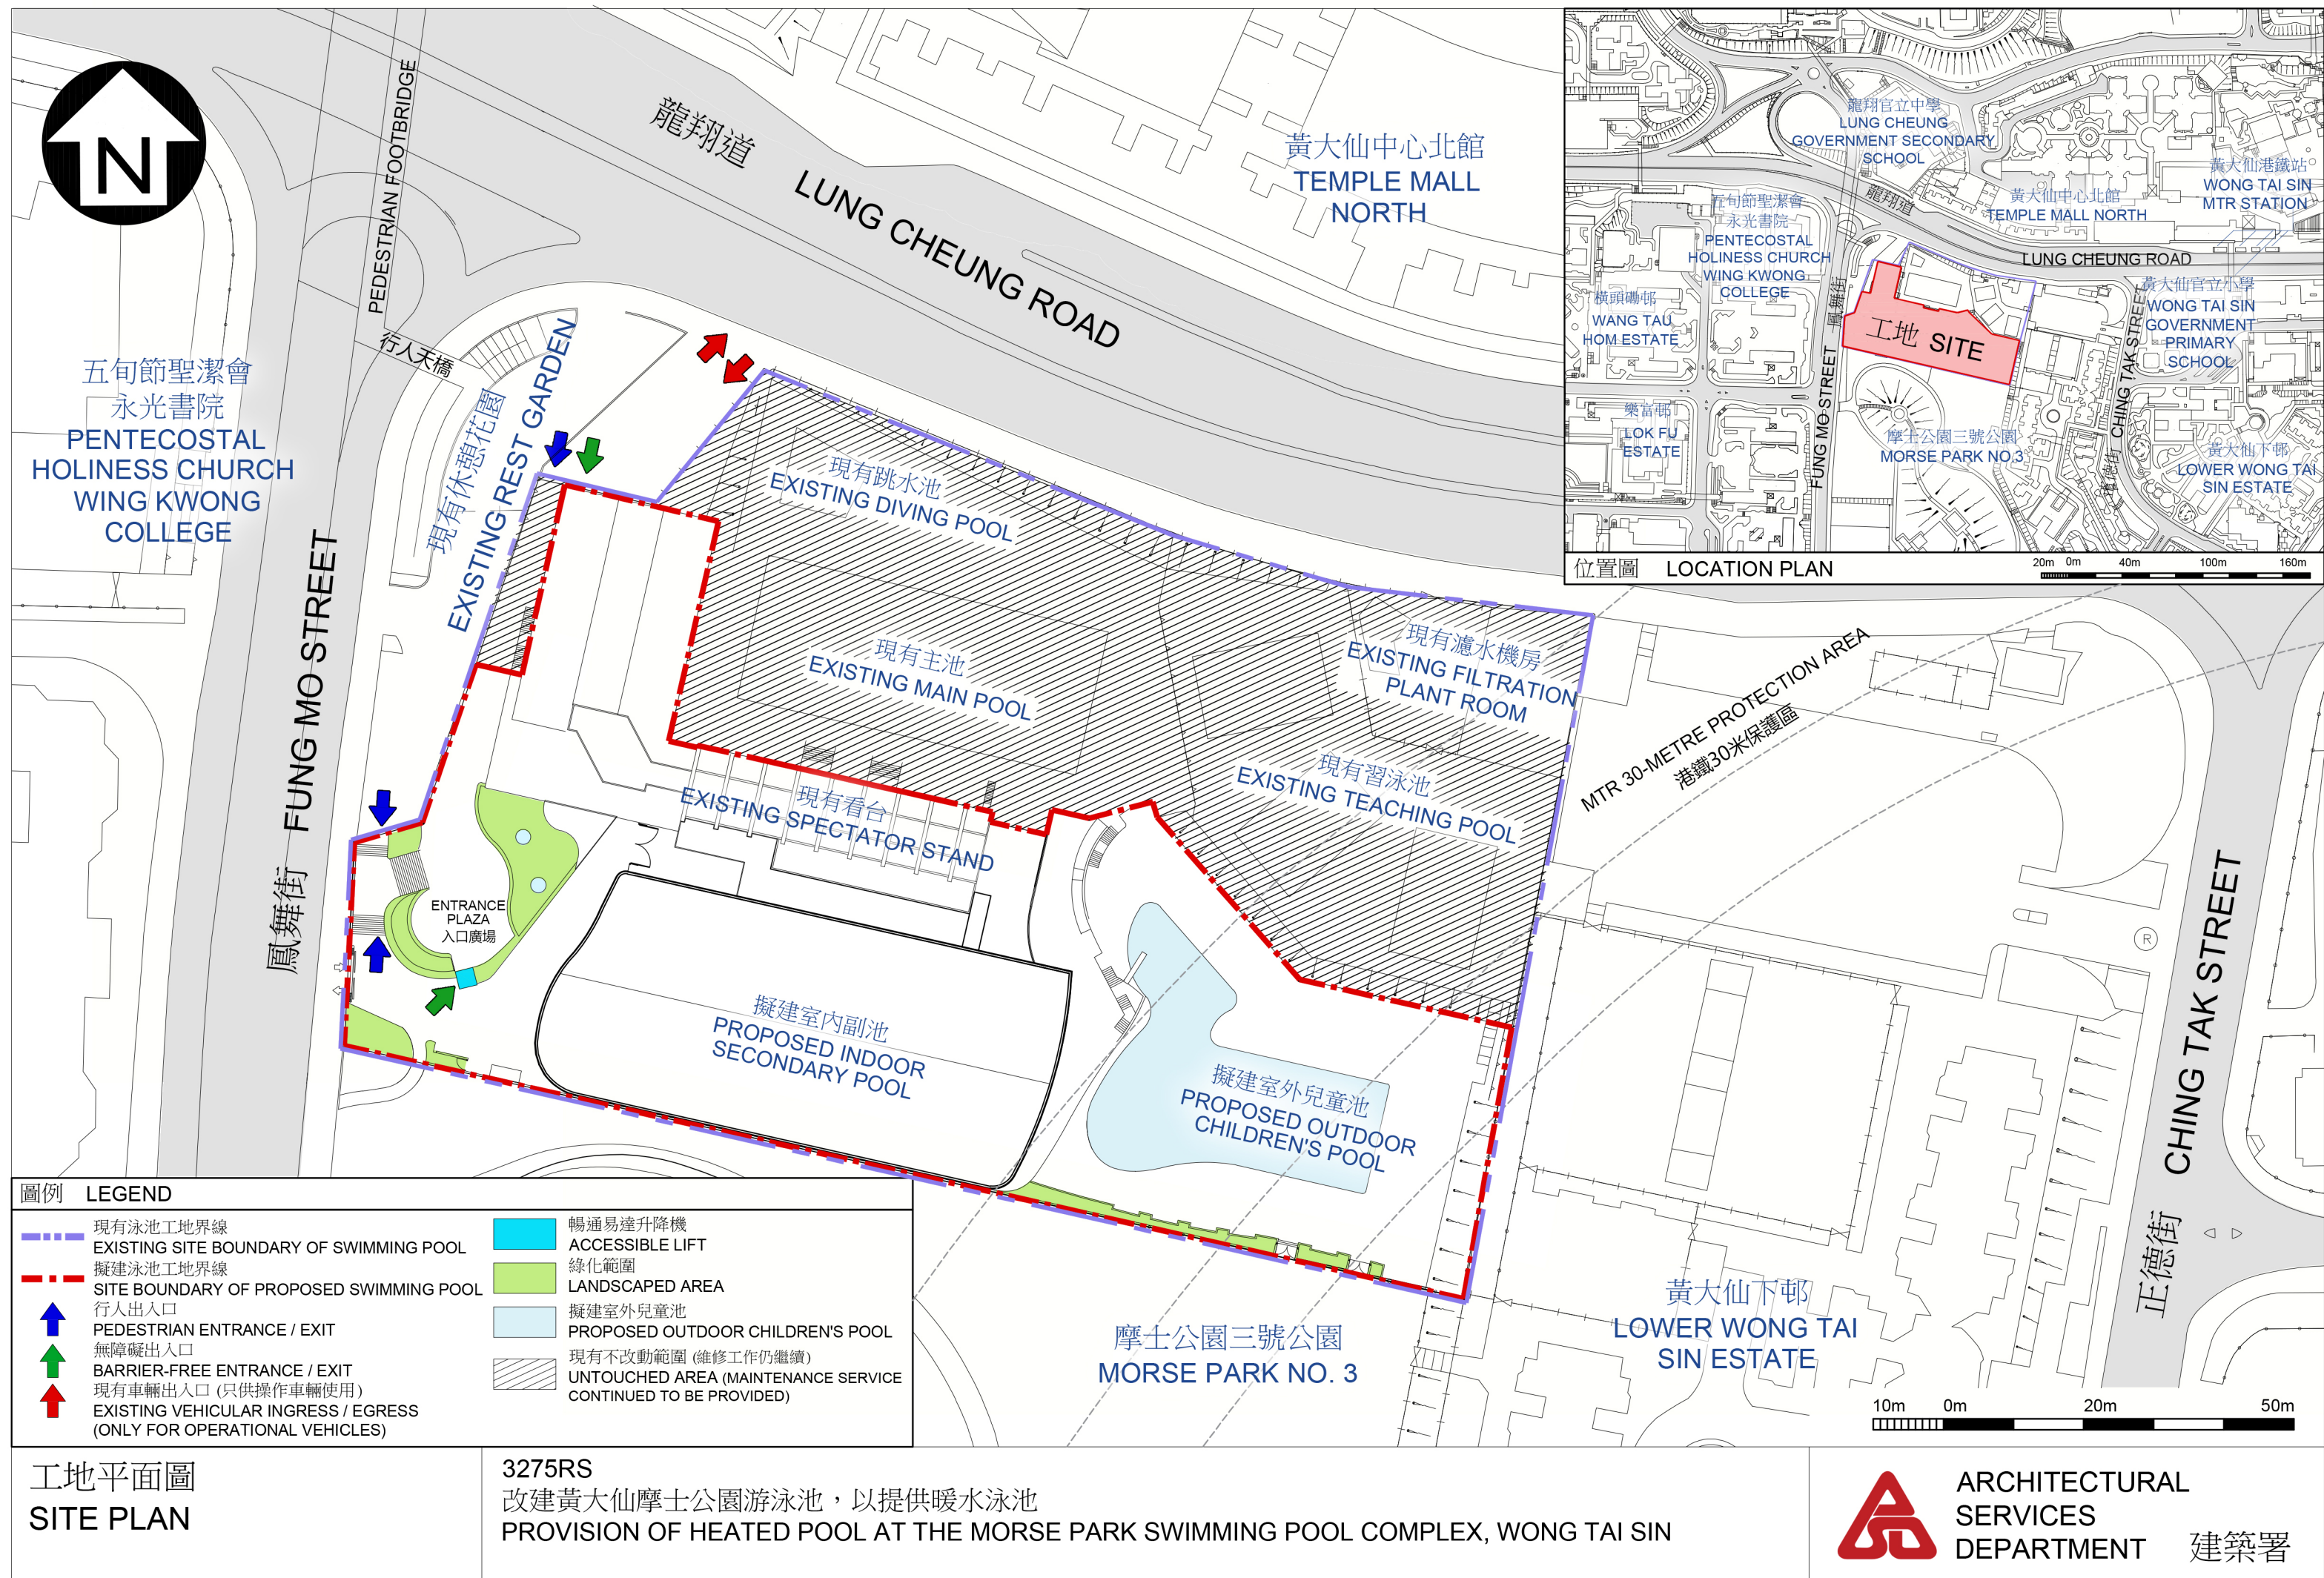 N
PEDESTRIAN FOOTBRIDGE
行人天橋
龍翔道
LUNG CHEUNG ROAD
黃大仙中心北館
TEMPLE MALL
NORTH
五旬節聖潔會
永光書院
PENTECOSTAL
HOLINESS CHURCH
WING KWONG
COLLEGE
現有休憩花園
EXISTING REST GARDEN
鳳舞街 FUNG MO STREET
現有跳水池
EXISTING DIVING POOL
現有主池
EXISTING MAIN POOL
現有濾水機房
EXISTING FILTRATION
PLANT ROOM
現有習泳池
EXISTING TEACHING POOL
現有看台
EXISTING SPECTATOR STAND
ENTRANCE
PLAZA
入口廣場
擬建室內副池
PROPOSED INDOOR
SECONDARY POOL
擬建室外兒童池
PROPOSED OUTDOOR
CHILDREN'S POOL
MTR 30-METRE PROTECTION AREA
港鐵30米保護區
R
正德街 CHING TAK STREET
摩士公園三號公園
MORSE PARK NO. 3
黃大仙下邨
LOWER WONG TAI
SIN ESTATE
10m 0m 20m 50m
龍翔官立中學
LUNG CHEUNG
GOVERNMENT SECONDARY
SCHOOL
黃大仙港鐵站
WONG TAI SIN
MTR STATION
龍翔道
黃大仙中心北館
TEMPLE MALL NORTH
五旬節聖潔會
永光書院
PENTECOSTAL
HOLINESS CHURCH
WING KWONG
COLLEGE
LUNG CHEUNG ROAD
黃大仙官立小學
WONG TAI SIN
GOVERNMENT
PRIMARY
SCHOOL
橫頭磡邨
WANG TAU
HOM ESTATE
工地 SITE
鳳舞街
FUNG MO STREET
正德街 CHING TAK STREET
樂富邨
LOK FU
ESTATE
摩士公園三號公園
MORSE PARK NO.3
黃大仙下邨
LOWER WONG TAI
SIN ESTATE
位置圖 LOCATION PLAN
20m 0m 40m 100m 160m
圖例 LEGEND
現有泳池工地界線
EXISTING SITE BOUNDARY OF SWIMMING POOL
擬建泳池工地界線
SITE BOUNDARY OF PROPOSED SWIMMING POOL
行人出入口
PEDESTRIAN ENTRANCE / EXIT
無障礙出入口
BARRIER-FREE ENTRANCE / EXIT
現有車輛出入口 (只供操作車輛使用)
EXISTING VEHICULAR INGRESS / EGRESS
(ONLY FOR OPERATIONAL VEHICLES)
暢通易達升降機
ACCESSIBLE LIFT
綠化範圍
LANDSCAPED AREA
擬建室外兒童池
PROPOSED OUTDOOR CHILDREN'S POOL
現有不改動範圍 (維修工作仍繼續)
UNTOUCHED AREA (MAINTENANCE SERVICE
CONTINUED TO BE PROVIDED)
工地平面圖
SITE PLAN
3275RS
改建黃大仙摩士公園游泳池，以提供暖水泳池
PROVISION OF HEATED POOL AT THE MORSE PARK SWIMMING POOL COMPLEX, WONG TAI SIN
ARCHITECTURAL
SERVICES
DEPARTMENT 建築署